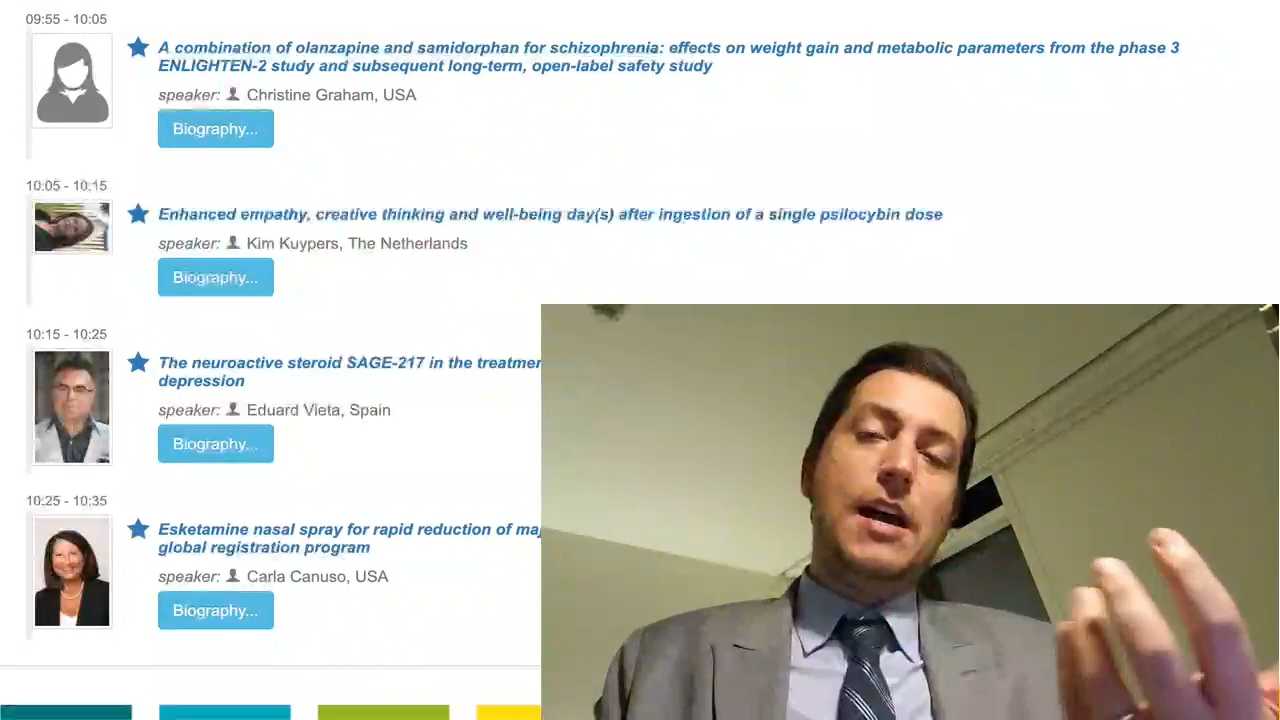 09:55 - 10:05
A combination of olanzapine and samidorphan for schizophrenia: effects on weight gain and metabolic parameters from the phase 3
ENLIGHTEN-2 study and subsequent long-term, open-label safety study
speaker: Christine Graham, USA
Biography...
10:05 - 10:15
Enhanced empathy, creative thinking and well-being day(s) after ingestion of a single psilocybin dose
speaker: Kim Kuypers, The Netherlands
Biography...
10:15 - 10:25
The neuroactive steroid SAGE-217 in the
depression
speaker: Eduard Vieta, Spain
Biography...
10:25 - 10:35
Esketamine nasal spray for rapid reduction of
global registration program
speaker: Carla Canuso, USA
Biography...